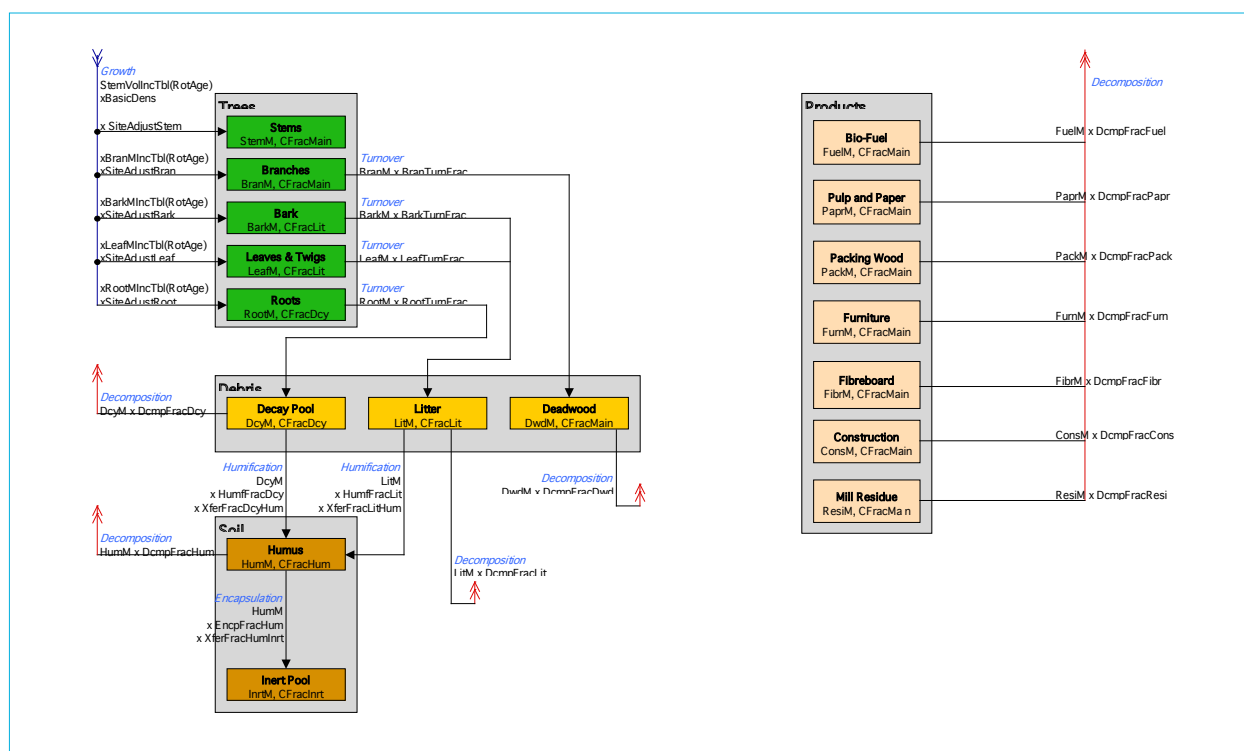 Growth
StemVolIncTbl(RotAge)
xBasicDens
x SiteAdjustStem
xBranMIncTbl(RotAge)
xSiteAdjustBran
xBarkMIncTbl(RotAge)
xSiteAdjustBark
xLeafMIncTbl(RotAge)
xSiteAdjustLeaf
xRootMIncTbl(RotAge)
xSiteAdjustRoot
Trees
Stems
StemM, CFracMain
Branches
BranM, CFracMain
Bark
BarkM, CFracLit
Leaves & Twigs
LeafM, CFracLit
Roots
RootM, CFracDcy
Turnover
BranM x BranTurnFrac
Turnover
BarkM x BarkTurnFrac
Turnover
LeafM x LeafTurnFrac
Turnover
RootM x RootTurnFrac
Debris
Decomposition
DcyM x DcmpFracDcy
Decay Pool
DcyM, CFracDcy
Litter
LitM, CFracLit
Deadwood
DwdM, CFracMain
Humification
DcyM
x HumfFracDcy
x XferFracDcyHum
Humification
LitM
x HumfFracLit
x XferFracLitHum
Decomposition
DwdM x DcmpFracDwd
Soil
Decomposition
HumM x DcmpFracHum
Humus
HumM, CFracHum
Decomposition
LitM x DcmpFracLit
Encapsulation
HumM
x EncpFracHum
x XferFracHumInrt
Inert Pool
InrtM, CFracInrt
Products
Decomposition
Bio-Fuel
FuelM, CFracMain
FuelM x DcmpFracFuel
Pulp and Paper
PaprM, CFracMain
PaprM x DcmpFracPapr
Packing Wood
PackM, CFracMain
PackM x DcmpFracPack
Furniture
FurnM, CFracMain
FurnM x DcmpFracFurn
Fibreboard
FibrM, CFracMain
FibrM x DcmpFracFibr
Construction
ConsM, CFracMain
ConsM x DcmpFracCons
Mill Residue
ResiM, CFracMa n
ResiM x DcmpFracResi